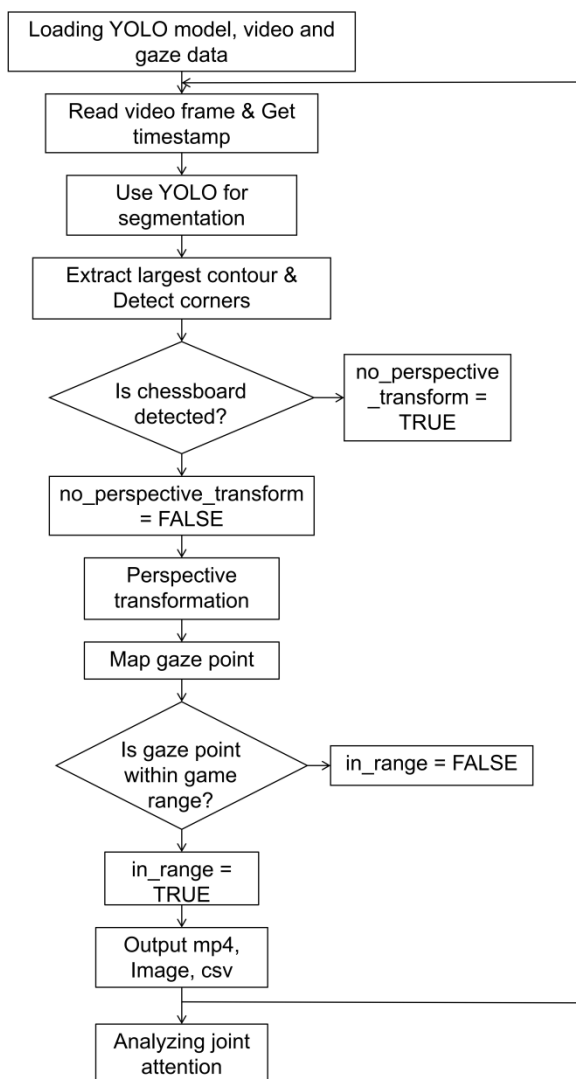 Loading YOLO model, video and
gaze data
Read video frame & Get
timestamp
Use YOLO for
segmentation
Extract largest contour &
Detect corners
Is chessboard
detected?
no_perspective
_transform =
TRUE
no_perspective_transform
= FALSE
Perspective
transformation
Map gaze point
Is gaze point
within game
range?
in_range = FALSE
in_range =
TRUE
Output mp4,
Image, csv
Analyzing joint
attention